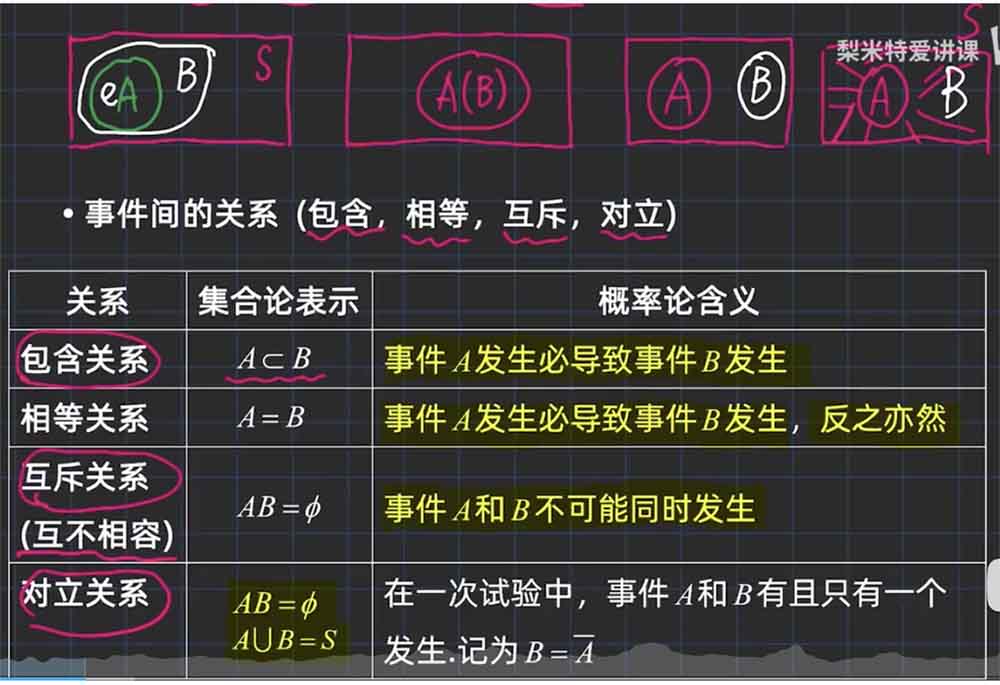 S
梨米特爱讲课
eA B S
A(B)
A B
A B
• 事件间的关系 (包含, 相等, 互斥, 对立)
关系 集合论表示 概率论含义
包含关系 A ⊂ B 事件 A 发生必导致事件 B 发生
相等关系 A = B 事件 A 发生必导致事件 B 发生, 反之亦然
互斥关系
(互不相容) AB = ϕ 事件 A 和 B 不可能同时发生
对立关系 AB = ϕ 在一次试验中, 事件 A 和 B 有且只有一个
A∪B = S 发生.记为 B = A̅